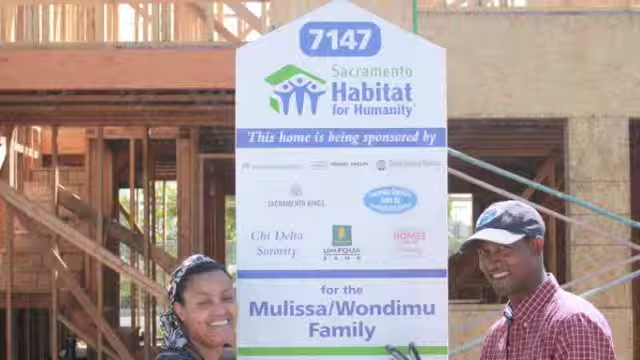 7147
Sacramento
Habitat
for Humanity
This home is being sponsored by
SACRAMENTO KINGS
Chi Delta
Sorority
UMPQUA
BANK
HOMES
for the
Mulissa/Wondimu
Family